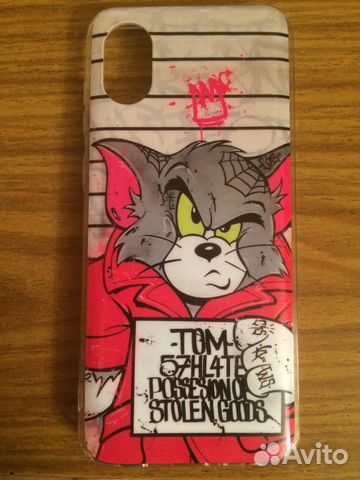 -TOM-
57HL4TE
POSSESION OF
STOLEN GOODS.
Avito